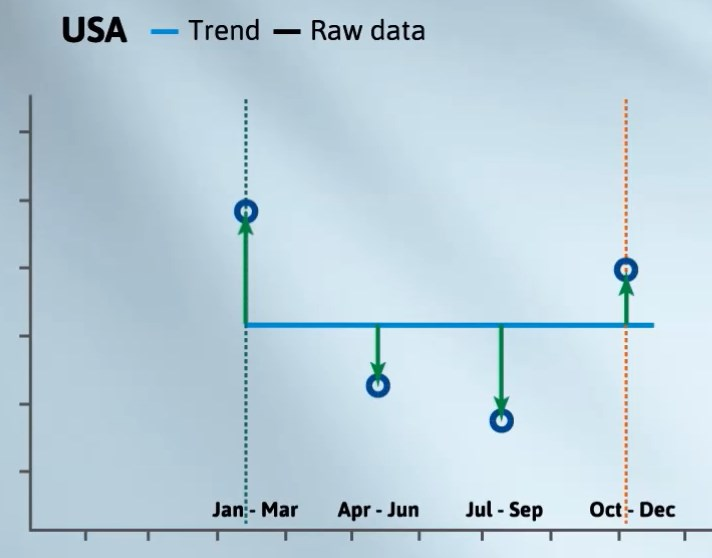 USA Trend Raw data
Jan - Mar Apr - Jun Jul - Sep Oct - Dec